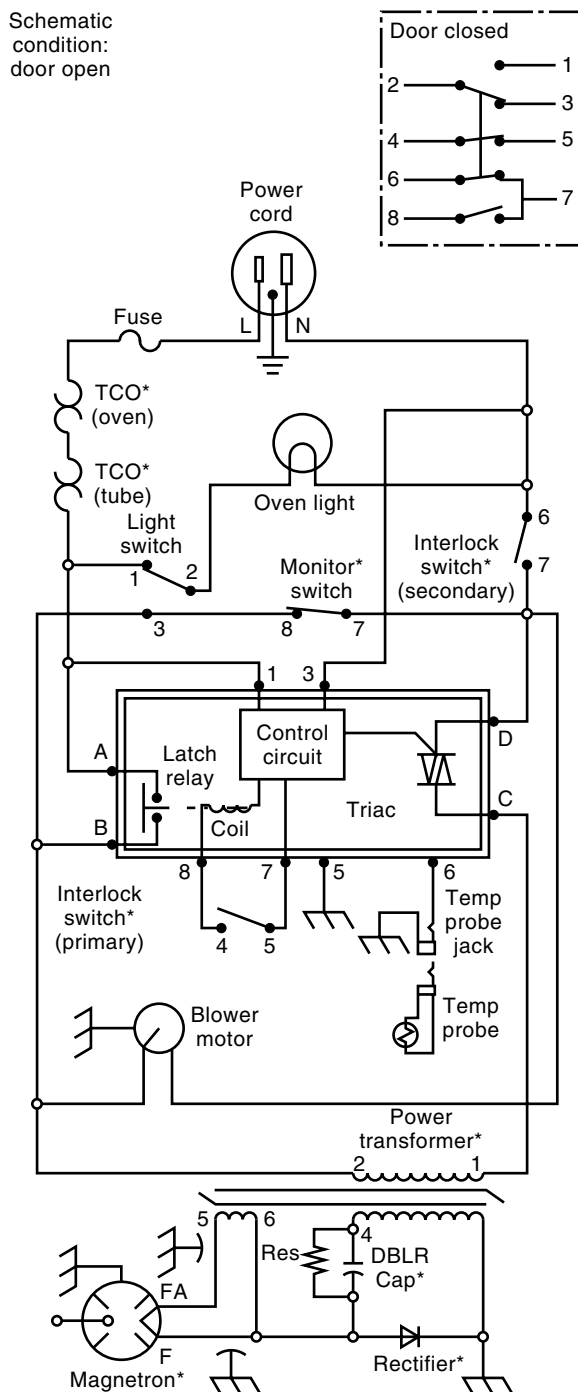 Schematic
condition:
door open
Door closed
1
2
3
4
5
6
7
8
Power
cord
L N
Fuse
TCO*
(oven)
TCO*
(tube)
Oven light
Light
switch
1 2
Monitor*
switch
3 8 7
6
Interlock
switch*
(secondary)
7
1 3
A
Latch
relay
Control
circuit
D
B
Coil
Triac
C
8 7 5 6
Interlock
switch*
(primary)
4 5
Temp
probe
jack
Temp
probe
Blower
motor
Power
transformer*
2 1
5 6
Res
4
DBLR
Cap*
FA
F
Magnetron*
Rectifier*